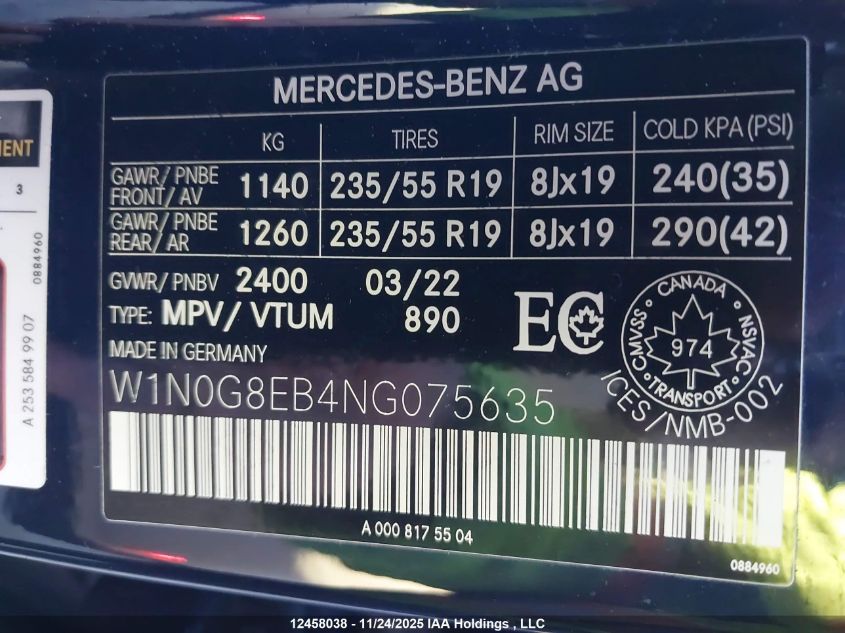 MERCEDES-BENZ AG
KG TIRES RIM SIZE COLD KPA (PSI)
GAWR/ PNBE FRONT/ AV 1140 235/55 R19 8Jx19 240(35)
GAWR/ PNBE REAR/ AR 1260 235/55 R19 8Jx19 290(42)
GVWR/ PNBV 2400 03/22
TYPE: MPV/ VTUM 890
MADE IN GERMANY
EC
CANADA
CMVSS 974 NSVAC
TRANSPORT
ICES/NMB-002
W1N0G8EB4NG075635
A 000 817 55 04
0884960
3
0884960
A 253 584 99 07
12458038 - 11/24/2025 IAA Holdings , LLC